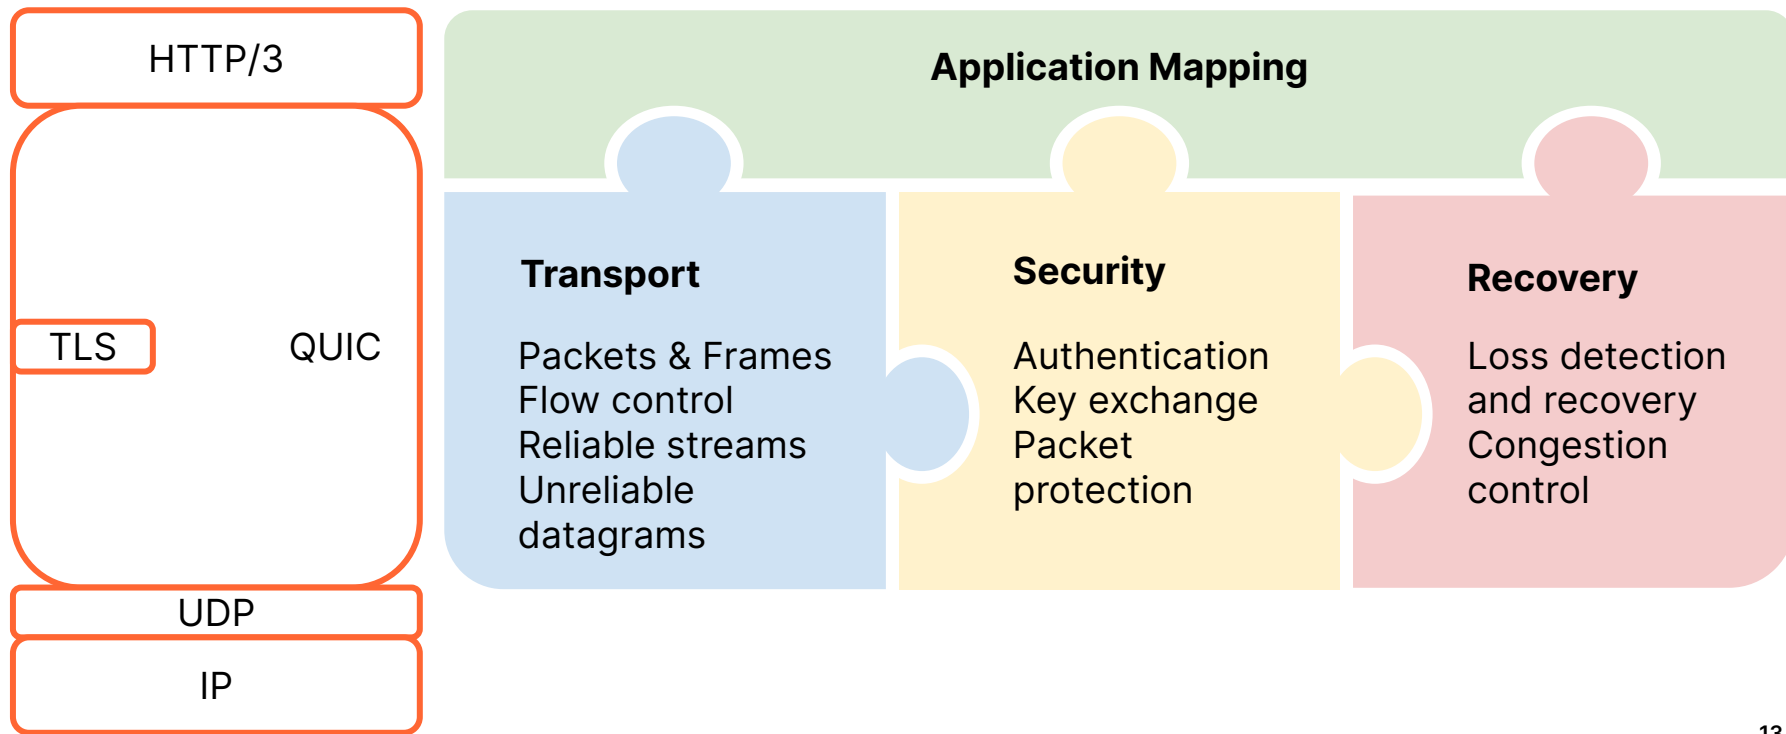 HTTP/3
TLS
QUIC
UDP
IP
Application Mapping
Transport
Packets & Frames
Flow control
Reliable streams
Unreliable
datagrams
Security
Authentication
Key exchange
Packet
protection
Recovery
Loss detection
and recovery
Congestion
control
13